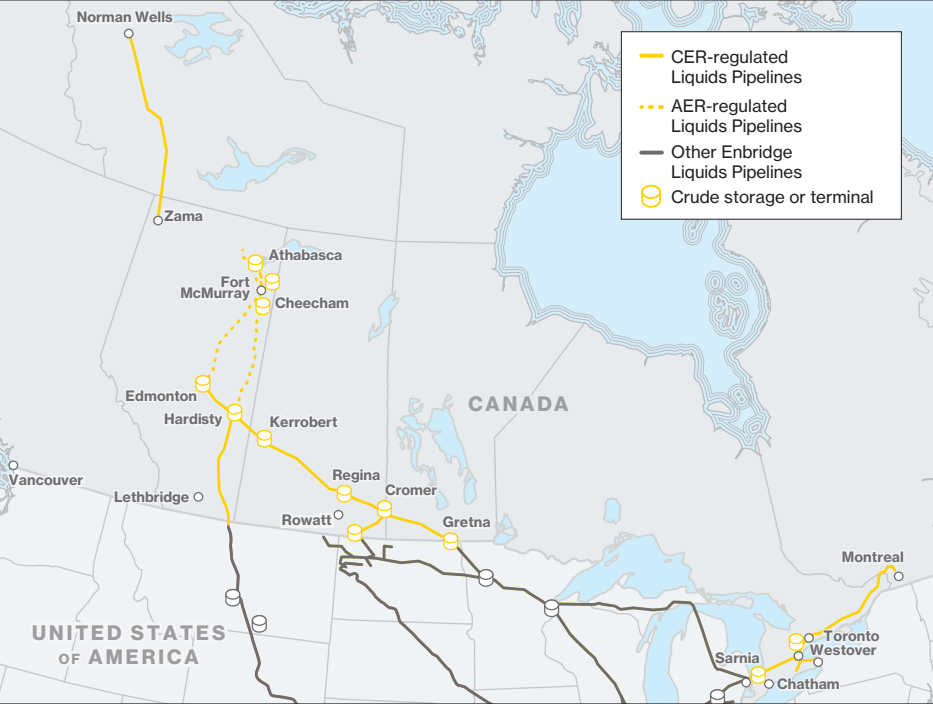 Norman Wells
CER-regulated
Liquids Pipelines
AER-regulated
Liquids Pipelines
Other Enbridge
Liquids Pipelines
Crude storage or terminal
Zama
Athabasca
Fort
McMurray
Cheecham
Edmonton
Hardisty
Kerrobert
CANADA
Regina
Cromer
Vancouver
Lethbridge
Rowatt
Gretna
Montreal
UNITED STATES
OF AMERICA
Toronto
Westover
Sarnia
Chatham